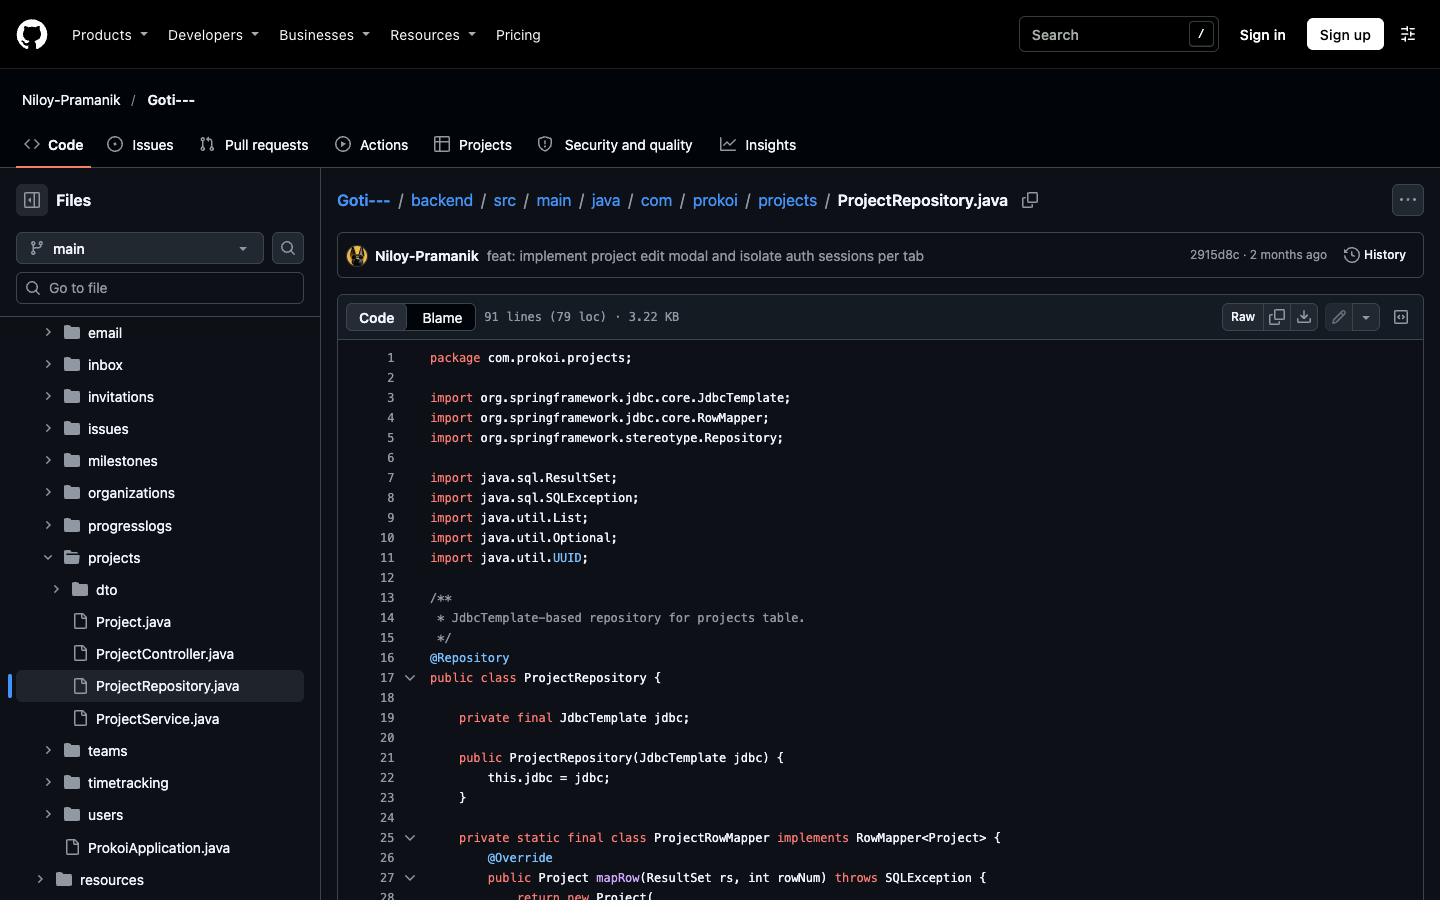 Products
Developers
Businesses
Resources
Pricing
Search
/
Sign in
Sign up
Niloy-Pramanik / Goti---
Code
Issues
Pull requests
Actions
Projects
Security and quality
Insights
Files
main
Go to file
email
inbox
invitations
issues
milestones
organizations
progresslogs
projects
dto
Project.java
ProjectController.java
ProjectRepository.java
ProjectService.java
teams
timetracking
users
ProkoiApplication.java
resources
Goti--- / backend / src / main / java / com / prokoi / projects / ProjectRepository.java
Niloy-Pramanik feat: implement project edit modal and isolate auth sessions per tab
2915d8c · 2 months ago
History
Code
Blame
91 lines (79 loc) · 3.22 KB
Raw
1 package com.prokoi.projects;
2
3 import org.springframework.jdbc.core.JdbcTemplate;
4 import org.springframework.jdbc.core.RowMapper;
5 import org.springframework.stereotype.Repository;
6
7 import java.sql.ResultSet;
8 import java.sql.SQLException;
9 import java.util.List;
10 import java.util.Optional;
11 import java.util.UUID;
12
13 /**
14 * JdbcTemplate-based repository for projects table.
15 */
16 @Repository
17 public class ProjectRepository {
18
19 private final JdbcTemplate jdbc;
20
21 public ProjectRepository(JdbcTemplate jdbc) {
22 this.jdbc = jdbc;
23 }
24
25 private static final class ProjectRowMapper implements RowMapper<Project> {
26 @Override
27 public Project mapRow(ResultSet rs, int rowNum) throws SQLException {
28 return new Project(